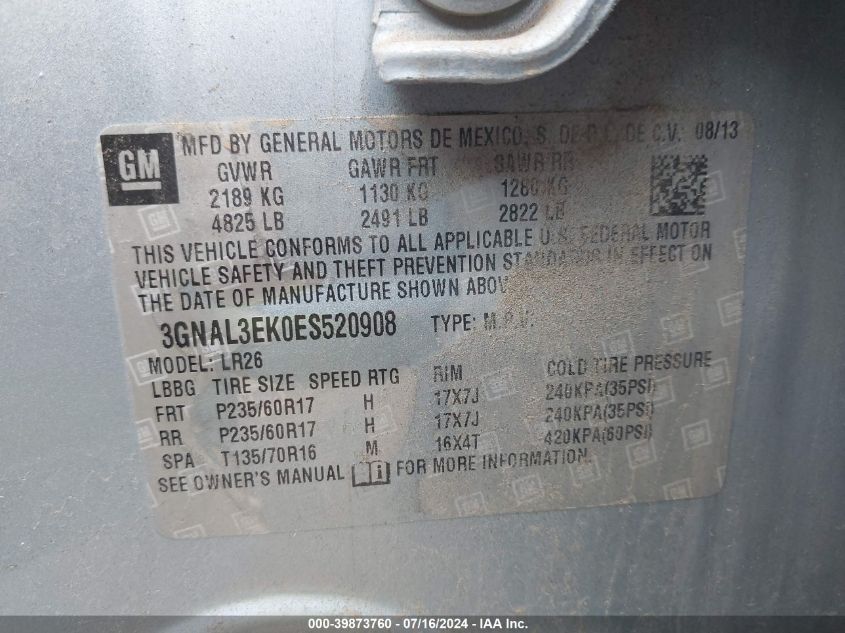 GM
MFD BY GENERAL MOTORS DE MEXICO, S. DE R.L. DE C.V. 08/13
GVWR GAWR FRT GAWR RR
2189 KG 1130 KG 1280 KG
4825 LB 2491 LB 2822 LB
THIS VEHICLE CONFORMS TO ALL APPLICABLE U.S. FEDERAL MOTOR
VEHICLE SAFETY AND THEFT PREVENTION STANDARDS IN EFFECT ON
THE DATE OF MANUFACTURE SHOWN ABOVE
3GNAL3EK0ES520908 TYPE: M.P.V.
MODEL: LR26
LBBG TIRE SIZE SPEED RTG RIM COLD TIRE PRESSURE
FRT P235/60R17 H 17X7J 240KPA(35PSI)
RR P235/60R17 H 17X7J 240KPA(35PSI)
SPA T135/70R16 M 16X4T 420KPA(60PSI)
SEE OWNER'S MANUAL FOR MORE INFORMATION.
000-39873760 - 07/16/2024 - IAA Inc.